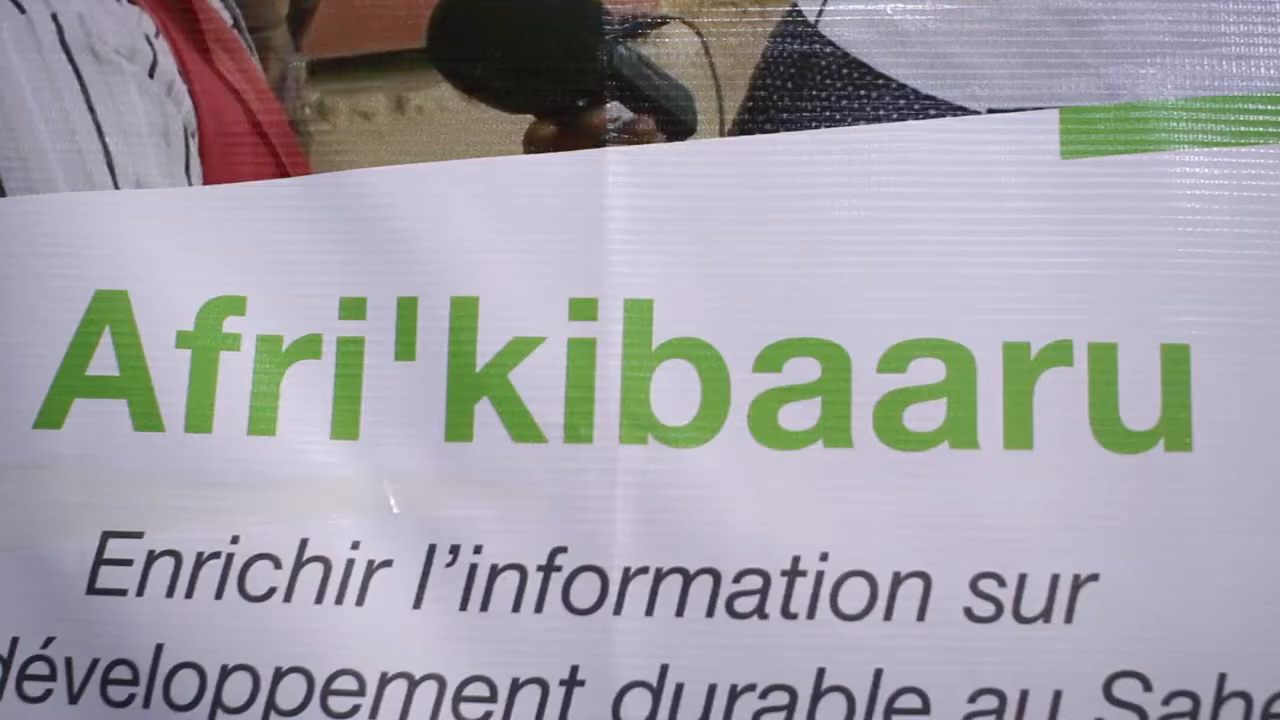 Afri'kibaaru
Enrichir l’information sur
développement durable au